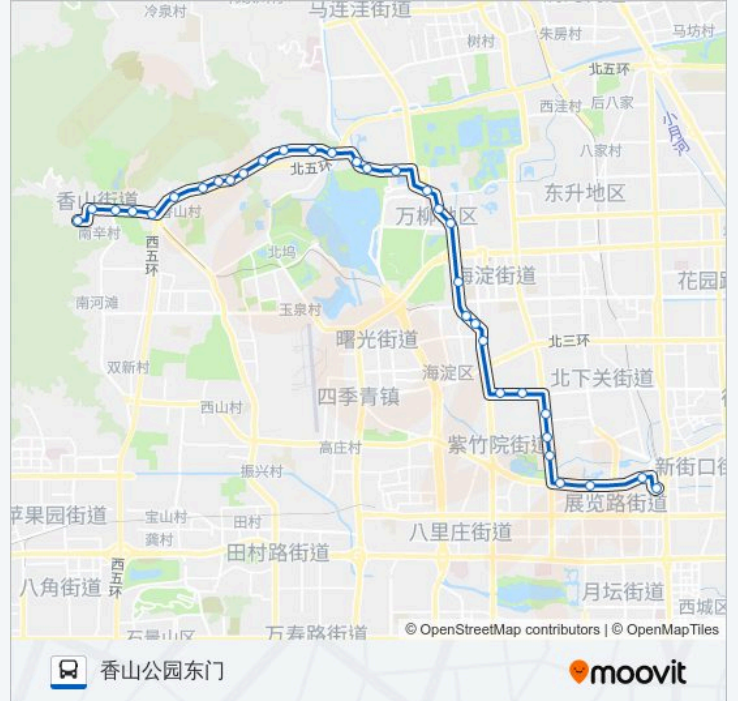 冷泉村
马连洼街道
树村
朱房村
马坊村
北五环
西洼村
后八家
小月河
八家村
北五环
东升地区
香山街道
香山村
万柳地区
南辛村
西五环
北坞
海淀街道
花园路
南河滩
玉泉村
曙光街道
北三环
双新村
海淀区
北下关街道
四季青镇
西山村
高庄村
紫竹院街道
振兴村
新街口街
展览路街道
苹果园街道
宝山村
龚村
田村
八里庄街道
田村路街道
西五环
八角街道
月坛街道
西城区
石景山区
万寿路街道
© OpenStreetMap contributors | © OpenMapTiles
香山公园东门
moovit